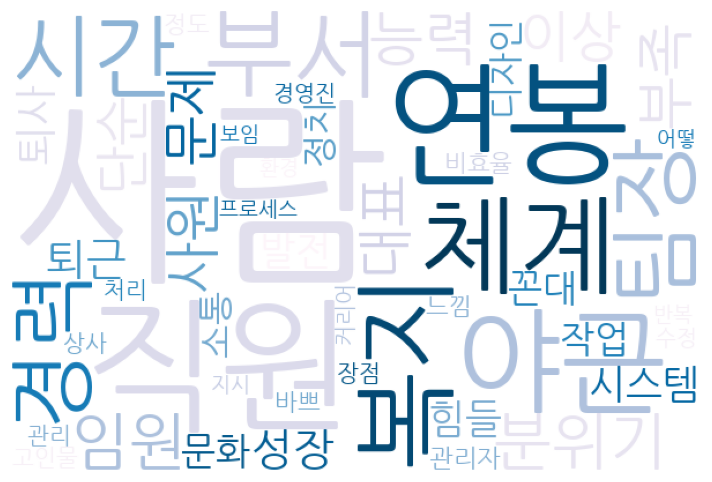 시간
정도
부서
능력
이상
부족
디자인
연봉
경영진
문제
퇴사
단순
사람
보임
정치
어떻
비효율
환경
사원
프로세스
대표
체계
팀장
발전
퇴근
경력
처리
소통
직원
복지
야근
꼰대
느낌
커리어
반복
수정
작업
상사
장점
지시
시스템
바쁘
힘들
분위기
관리
임원
문화
성장
관리자
고인물